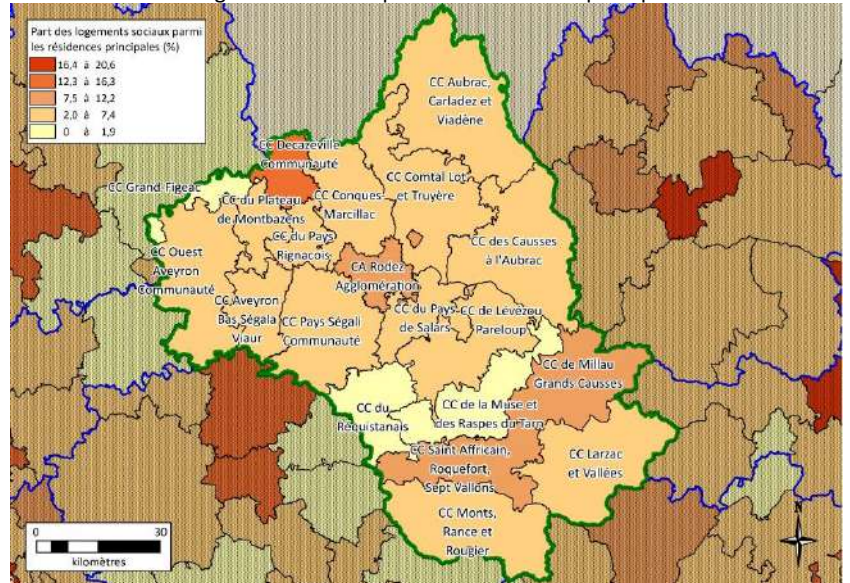 Part des logements sociaux parmi
les résidences principales (%)
16,4 à 20,6
12,3 à 16,3
7,5 à 12,2
2,0 à 7,4
0 à 1,9
CC Aubrac,
Carladez et
Viadène
CC Decazeville
Communauté
CC Grand-Figeac
CC du Plateau
de Montbazens
CC Conques-
Marcillac
CC Comtal Lot
et Truyère
CC du Pays
Rignacois
CC des Causses
à l'Aubrac
CC Ouest
Aveyron
Communauté
CA Rodez
Agglomération
CC Aveyron
Bas Ségala
Viaur
CC Pays Ségali
Communauté
CC du Pays
de Salars
CC de Lévézou
Pareloup
CC de Millau
Grands Causses
CC du
Réquistanais
CC de la Muse et
des Raspes du Tarn
CC Saint Affricain,
Roquefort,
Sept Vallons
CC Larzac
et Vallées
CC Monts,
Rance et
Rougier
0 30
kilomètres
N